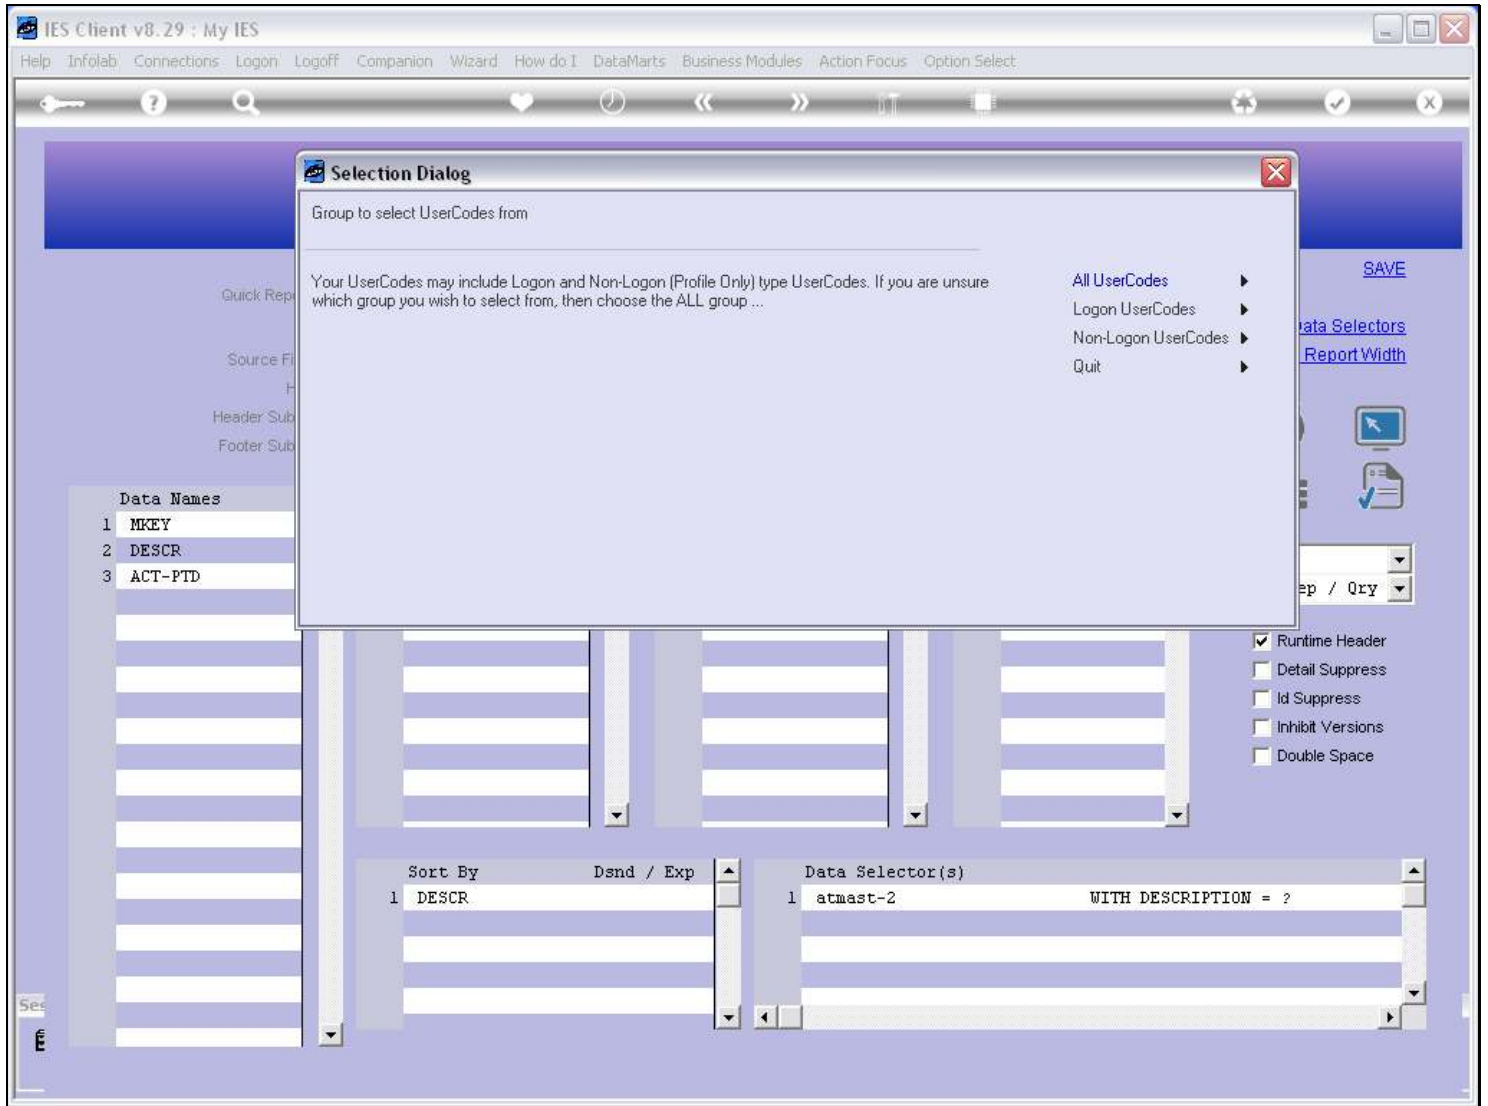 IES Client v8.29 : My IES
Help Infolab Connections Logon Logoff Companion Wizard How do I DataMarts Business Modules Action Focus Option Select
Selection Dialog
Group to select UserCodes from
Your UserCodes may include Logon and Non-Logon (Profile Only) type UserCodes. If you are unsure
which group you wish to select from, then choose the ALL group ...
All UserCodes
Logon UserCodes
Non-Logon UserCodes
Quit
SAVE
Quick Rep
ata Selectors
Report Width
Source Fi
H
Header Sub
Footer Sub
Data Names
1 MKEY
2 DESCR
3 ACT-PTD
ep / Qry
Runtime Header
Detail Suppress
Id Suppress
Inhibit Versions
Double Space
Sort By Dsnd / Exp
1 DESCR
Data Selector(s)
1 atmast-2 WITH DESCRIPTION = ?
Ses